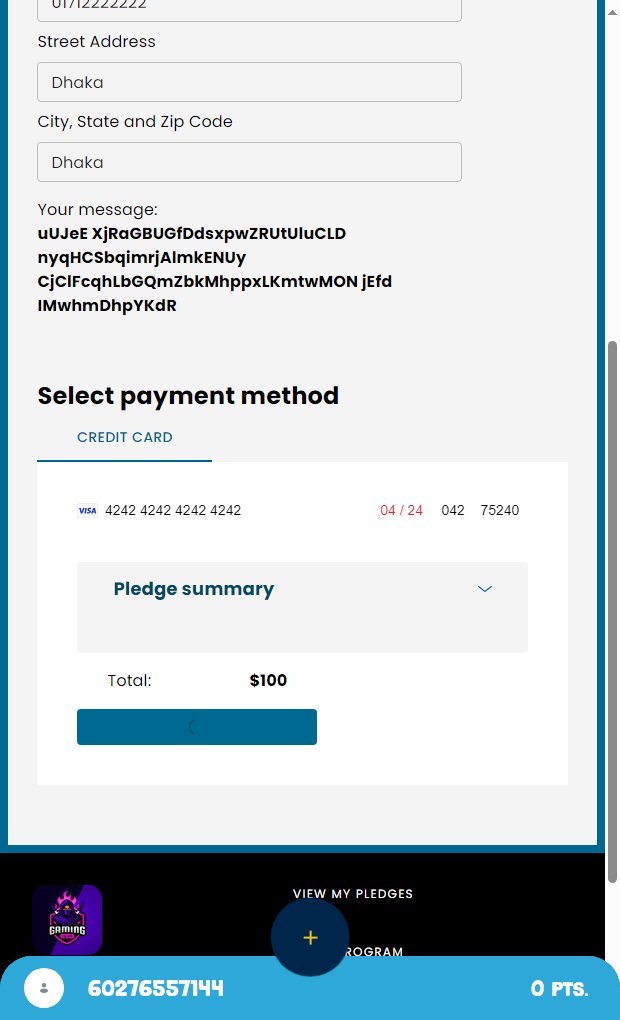 01712222222
Street Address
Dhaka
City, State and Zip Code
Dhaka
Your message:
uUJeE XjRaGBUGfDdsxpwZRUtUluCLD
nyqHCSbqimrjAlmkENUy
CjClFcqhLbGQmZbkMhppxLKmtwMON jEfd
IMwhmDhpYKdR
Select payment method
CREDIT CARD
VISA 4242 4242 4242 4242 04 / 24 042 75240
Pledge summary
Total: $100
VIEW MY PLEDGES
GAMING
ROGRAM
60276557144 0 PTS.